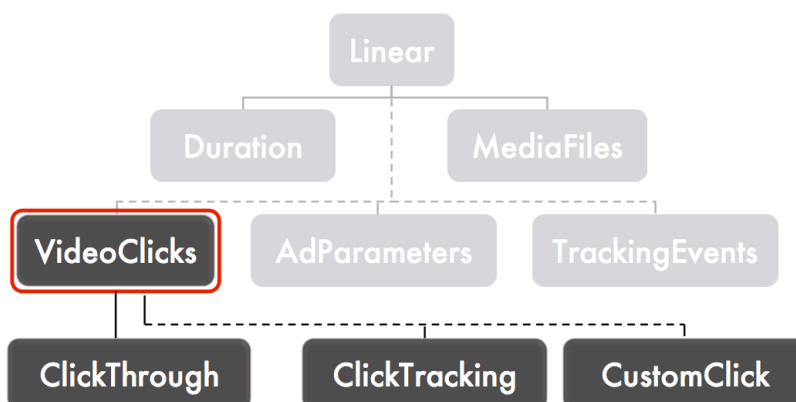 Linear
Duration
MediaFiles
VideoClicks
AdParameters
TrackingEvents
ClickThrough
ClickTracking
CustomClick